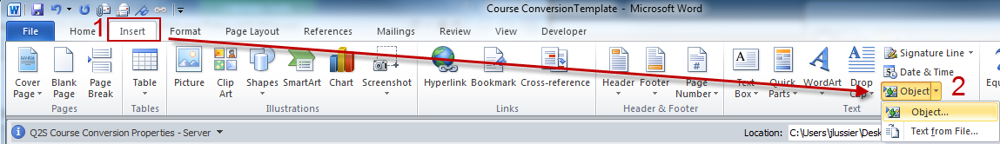 Course ConversionTemplate - Microsoft Word
1
File Home Insert Format Page Layout References Mailings Review View Developer
Cover Page Blank Page Page Break Table Picture Clip Art Shapes SmartArt Chart Screenshot Hyperlink Bookmark Cross-reference Header Footer Page Number Text Box Quick Parts WordArt Drop Cap
Signature Line
Date & Time
Object 2
Pages Tables Illustrations Links Header & Footer Text
Object...
Text from File...
Q2S Course Conversion Properties - Server Location: C:\Users\jlussier\Desk